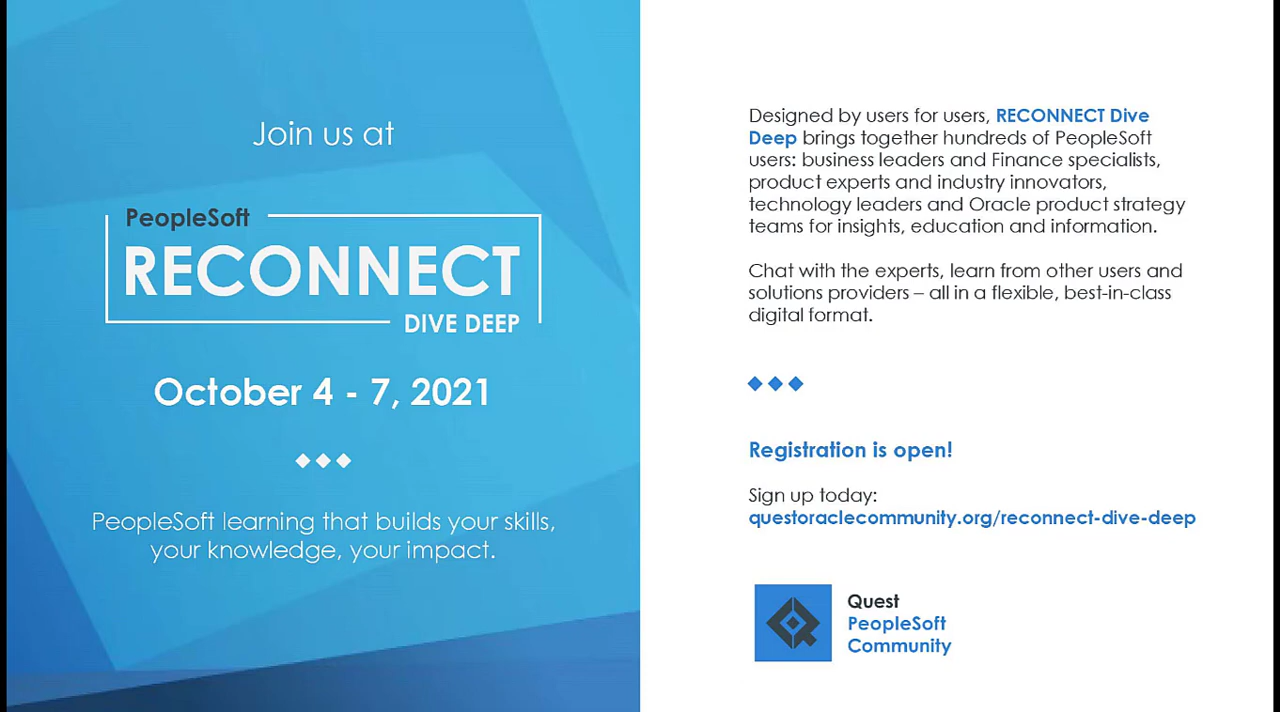 Join us at
PeopleSoft
RECONNECT
DIVE DEEP
October 4 - 7, 2021
PeopleSoft learning that builds your skills,
your knowledge, your impact.
Designed by users for users, RECONNECT Dive
Deep brings together hundreds of PeopleSoft
users: business leaders and Finance specialists,
product experts and industry innovators,
technology leaders and Oracle product strategy
teams for insights, education and information.
Chat with the experts, learn from other users and
solutions providers – all in a flexible, best-in-class
digital format.
Registration is open!
Sign up today:
questoraclecommunity.org/reconnect-dive-deep
Quest
PeopleSoft
Community